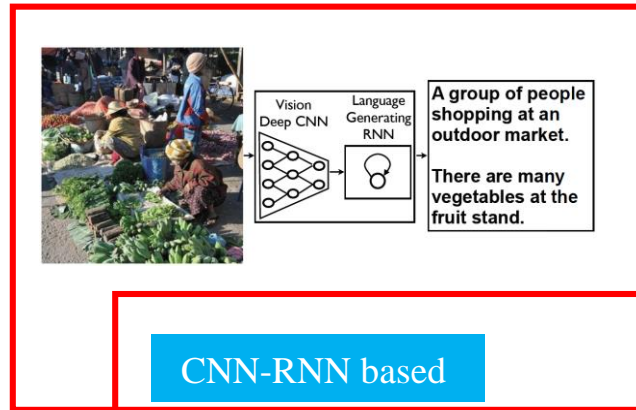 Vision
Deep CNN
Language
Generating
RNN
A group of people
shopping at an
outdoor market.
There are many
vegetables at the
fruit stand.
CNN-RNN based